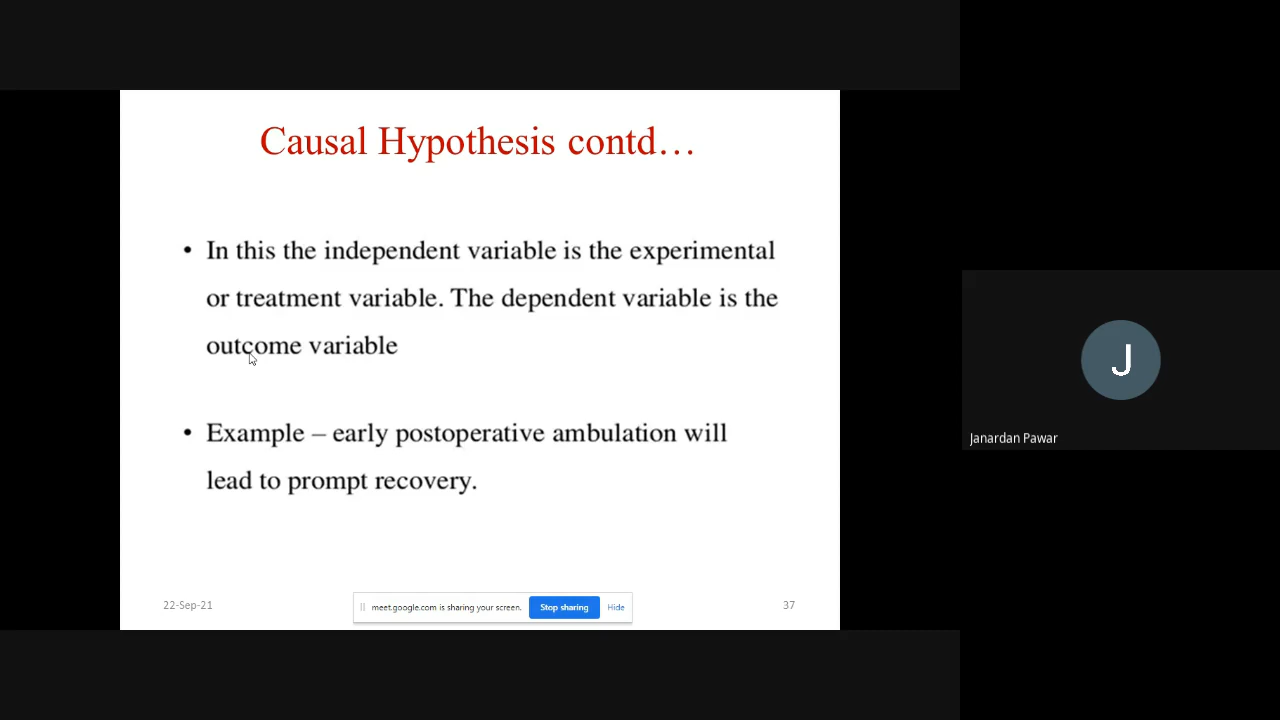 Causal Hypothesis contd…
• In this the independent variable is the experimental
or treatment variable. The dependent variable is the
outcome variable
• Example – early postoperative ambulation will
lead to prompt recovery.
22-Sep-21
meet.google.com is sharing your screen.
Stop sharing
Hide
37
J
Janardan Pawar